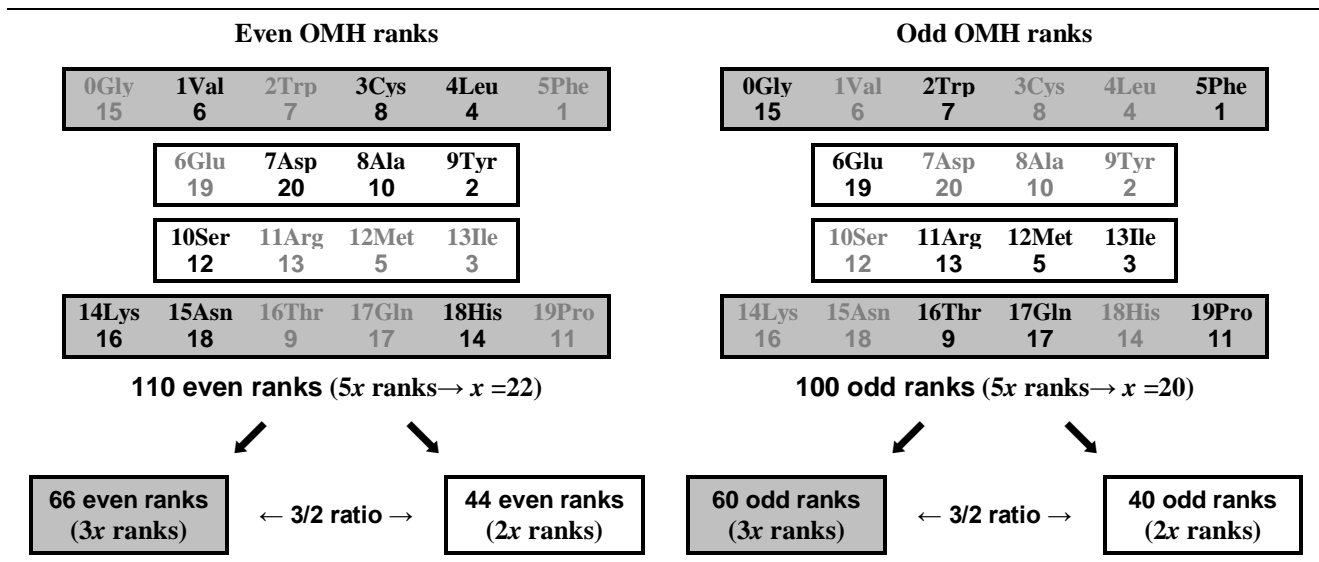 Even OMH ranks Odd OMH ranks
0Gly 1Val 2Trp 3Cys 4Leu 5Phe 0Gly 1Val 2Trp 3Cys 4Leu 5Phe
15 6 7 8 4 1 15 6 7 8 4 1
6Glu 7Asp 8Ala 9Tyr 6Glu 7Asp 8Ala 9Tyr
19 20 10 2 19 20 10 2
10Ser 11Arg 12Met 13Ile 10Ser 11Arg 12Met 13Ile
12 13 5 3 12 13 5 3
14Lys 15Asn 16Thr 17Gln 18His 19Pro 14Lys 15Asn 16Thr 17Gln 18His 19Pro
16 18 9 17 14 11 16 18 9 17 14 11
110 even ranks (5x ranks→ x =22) 100 odd ranks (5x ranks→ x =20)
66 even ranks 44 even ranks 60 odd ranks 40 odd ranks
← 3/2 ratio → ← 3/2 ratio →
(3x ranks) (2x ranks) (3x ranks) (2x ranks)